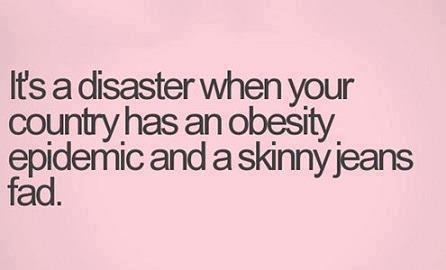 It's a disaster when your
country has an obesity
epidemic and a skinny jeans
fad.